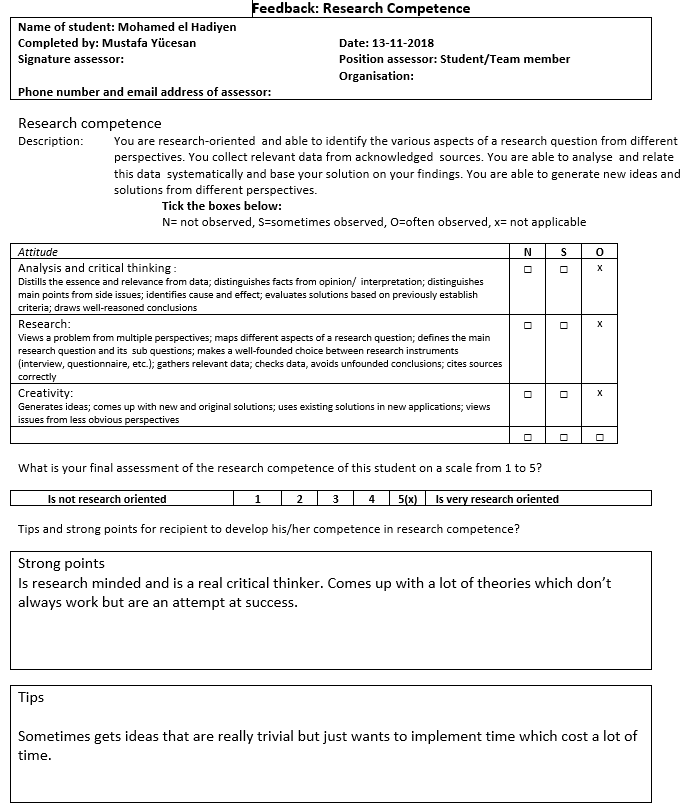 Feedback: Research Competence
Name of student: Mohamed el Hadiyen
Completed by: Mustafa Yücesan Date: 13-11-2018
Signature assessor: Position assessor: Student/Team member
Organisation:
Phone number and email address of assessor:
Research competence
Description: You are research-oriented and able to identify the various aspects of a research question from different
perspectives. You collect relevant data from acknowledged sources. You are able to analyse and relate
this data systematically and base your solution on your findings. You are able to generate new ideas and
solutions from different perspectives.
Tick the boxes below:
N= not observed, S=sometimes observed, O=often observed, x= not applicable
Attitude N S O
Analysis and critical thinking : ☐ ☐ x
Distills the essence and relevance from data; distinguishes facts from opinion/ interpretation; distinguishes
main points from side issues; identifies cause and effect; evaluates solutions based on previously establish
criteria; draws well-reasoned conclusions
Research: ☐ ☐ x
Views a problem from multiple perspectives; maps different aspects of a research question; defines the main
research question and its sub questions; makes a well-founded choice between research instruments
(interview, questionnaire, etc.); gathers relevant data; checks data, avoids unfounded conclusions; cites sources
correctly
Creativity: ☐ ☐ x
Generates ideas; comes up with new and original solutions; uses existing solutions in new applications; views
issues from less obvious perspectives
☐ ☐ ☐
What is your final assessment of the research competence of this student on a scale from 1 to 5?
Is not research oriented 1 2 3 4 5(x) Is very research oriented
Tips and strong points for recipient to develop his/her competence in research competence?
Strong points
Is research minded and is a real critical thinker. Comes up with a lot of theories which don't
always work but are an attempt at success.
Tips
Sometimes gets ideas that are really trivial but just wants to implement time which cost a lot of
time.